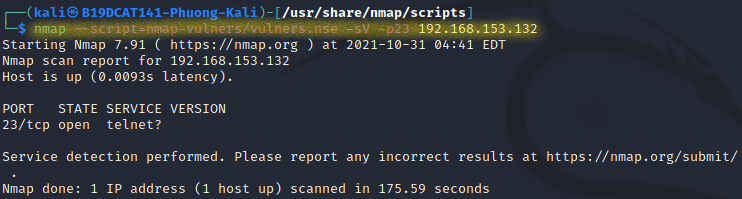 ┌──(kali㉿B19DCAT141-Phuong-Kali)-[/usr/share/nmap/scripts]
└─$ nmap --script=nmap-vulners/vulners.nse -sV -p23 192.168.153.132
Starting Nmap 7.91 ( https://nmap.org ) at 2021-10-31 04:41 EDT
Nmap scan report for 192.168.153.132
Host is up (0.0093s latency).
PORT   STATE SERVICE VERSION
23/tcp open  telnet?
Service detection performed. Please report any incorrect results at https://nmap.org/submit/
 .
Nmap done: 1 IP address (1 host up) scanned in 175.59 seconds